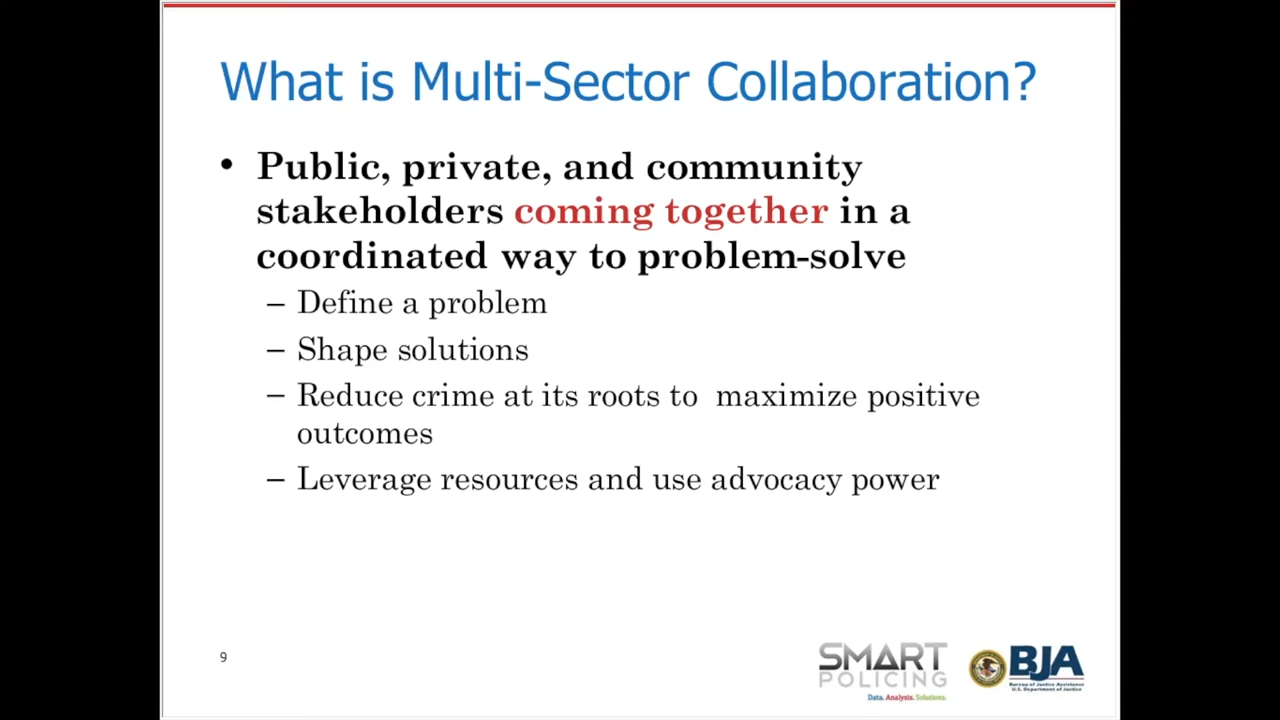 What is Multi-Sector Collaboration?
• Public, private, and community
stakeholders coming together in a
coordinated way to problem-solve
– Define a problem
– Shape solutions
– Reduce crime at its roots to  maximize positive
outcomes
– Leverage resources and use advocacy power
9
SMART
POLICING
Data. Analysis. Solutions.
BJA
Bureau of Justice Assistance
U.S. Department of Justice